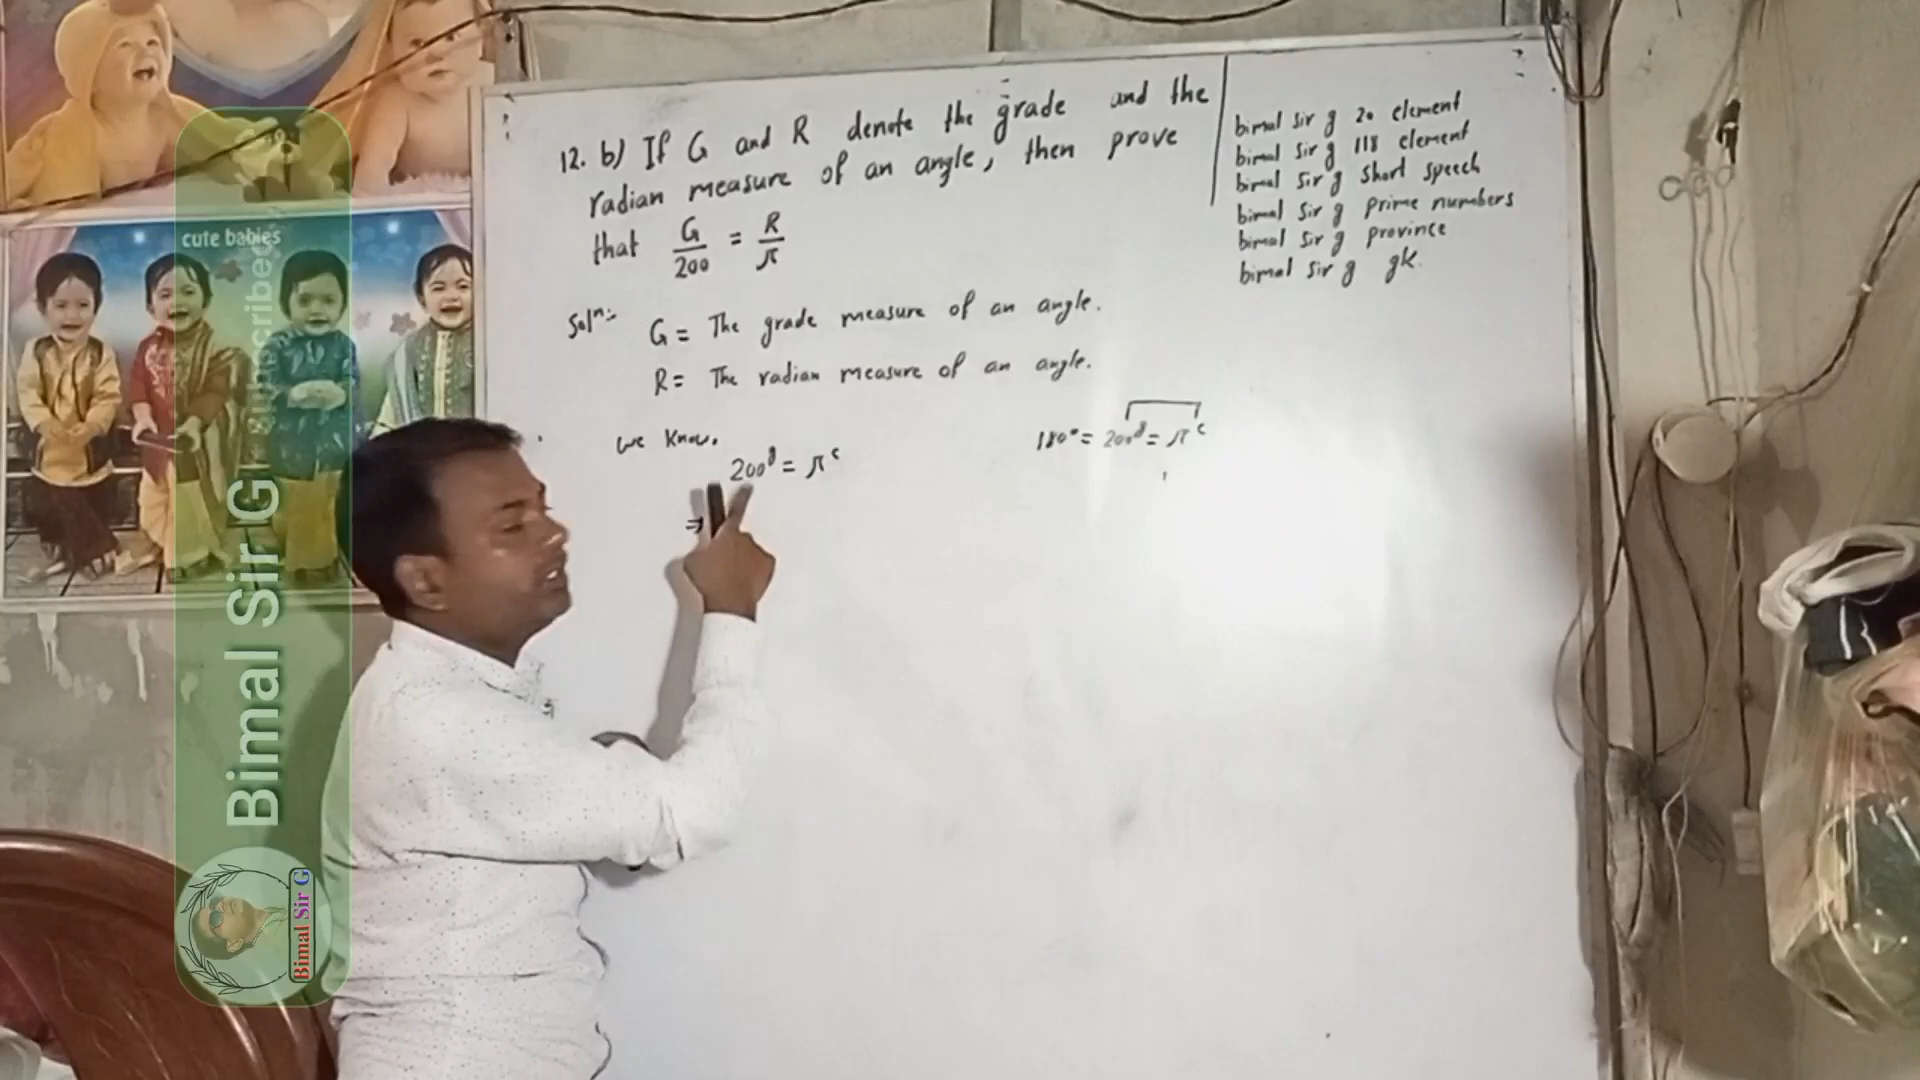 12. b) If G and R denote the grade and the
radian measure of an angle, then prove
that G/200 = R/π
Solⁿ:- G = The grade measure of an angle.
R = The radian measure of an angle.
we know,
200ᵍ = πᶜ
⇒
180° = 200ᵍ = πᶜ
bimal sir g 20 element
bimal sir g 118 element
bimal sir g short speech
bimal sir g prime numbers
bimal sir g province
bimal sir g gk.
cute babies
Bimal Sir G
subscribe
Bimal Sir G